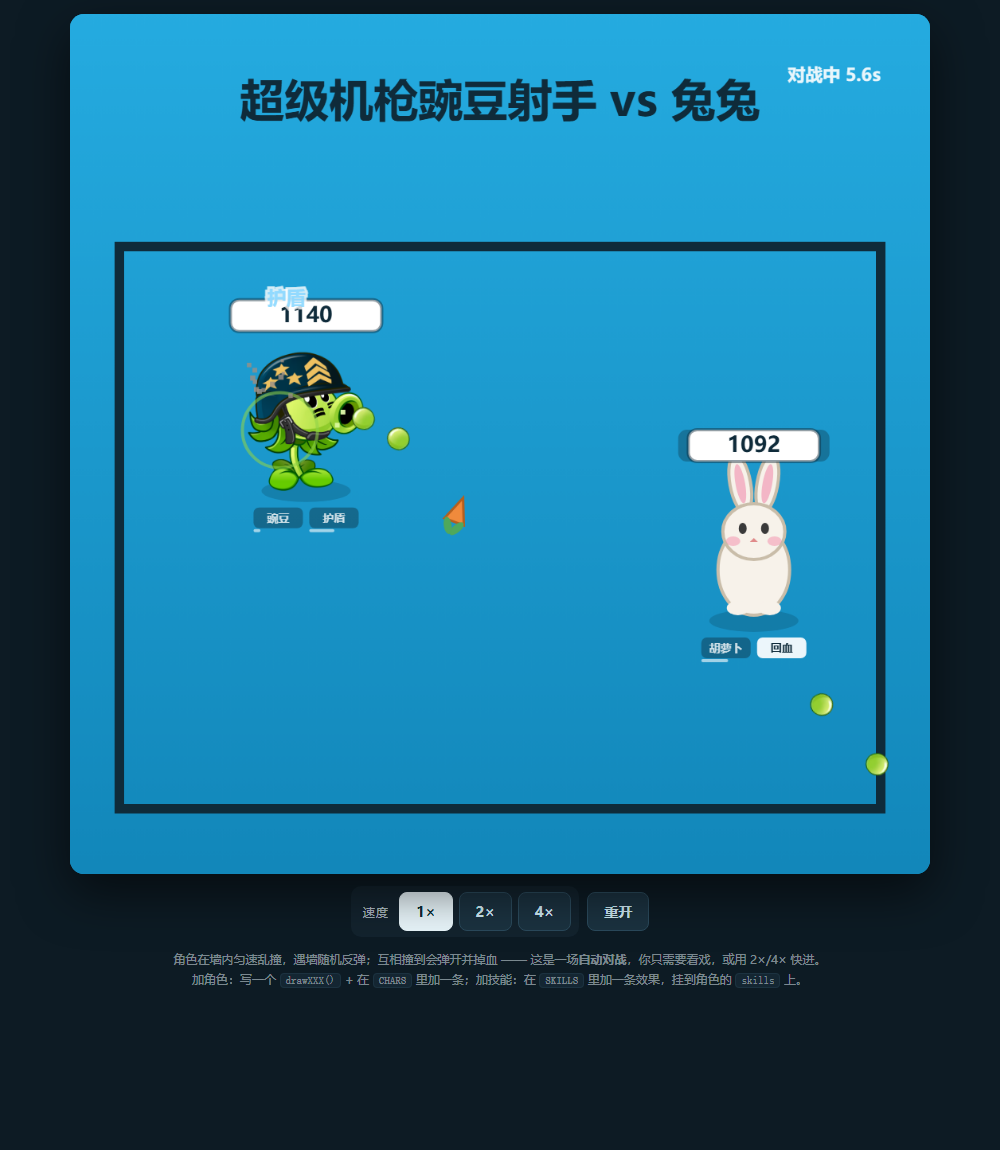 对战中 5.6s
超级机枪豌豆射手 vs 兔兔
护盾
1140
1092
豌豆 护盾
胡萝卜 回血
速度 1× 2× 4× 重开
角色在墙内匀速乱撞，遇墙随机反弹；互相撞到会弹开并掉血 —— 这是一场自动对战，你只需要看戏，或用 2×/4× 快进。
加角色：写一个 drawXXX() + 在 CHARS 里加一条；加技能：在 SKILLS 里加一条效果，挂到角色的 skills 上。